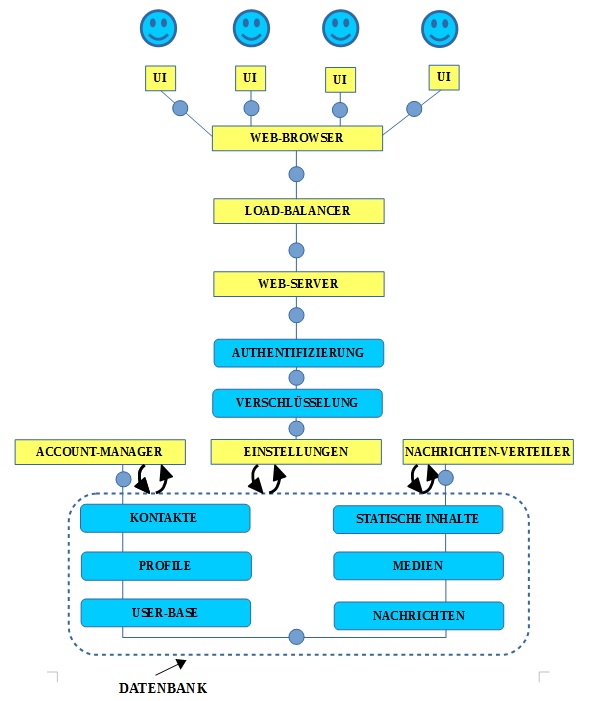 UI
UI
UI
UI
WEB-BROWSER
LOAD-BALANCER
WEB-SERVER
AUTHENTIFIZIERUNG
VERSCHLÜSSELUNG
ACCOUNT-MANAGER
EINSTELLUNGEN
NACHRICHTEN-VERTEILER
KONTAKTE
STATISCHE INHALTE
PROFILE
MEDIEN
USER-BASE
NACHRICHTEN
DATENBANK